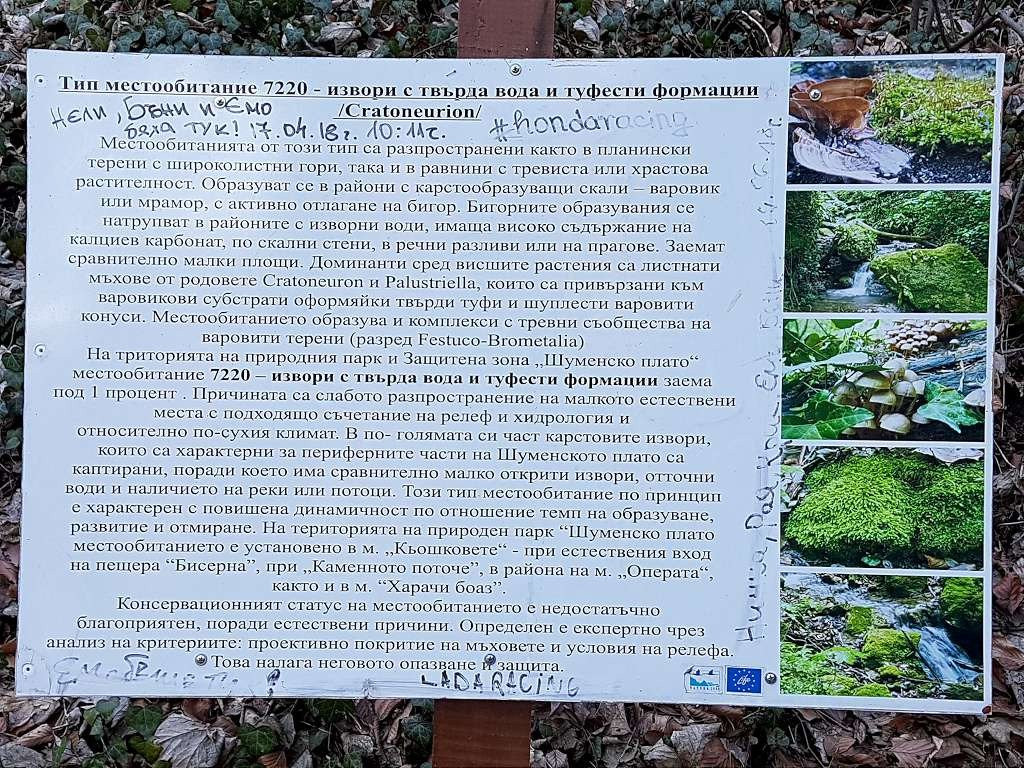 Тип местообитание 7220 - извори с твърда вода и туфести формации
/Cratoneurion/
Нели, Бъни и Емо
бяха тук! 17.04.18г. 10:11ч.
#hondaracing
Местообитанията от този тип са разпространени както в планински
терени с широколистни гори, така и в равнини с тревиста или храстова
растителност. Образуват се в райони с карстообразуващи скали – варовик
или мрамор, с активно отлагане на бигор. Бигорните образувания се
натрупват в районите с изворни води, имаща високо съдържание на
калциев карбонат, по скални стени, в речни разливи или на прагове. Заемат
сравнително малки площи. Доминанти сред висшите растения са листнати
мъхове от родовете Cratoneuron и Palustriella, които са привързани към
варовикови субстрати оформяйки твърди туфи и шуплести варовити
конуси. Местообитанието образува и комплекси с тревни съобщества на
варовити терени (разред Festuco-Brometalia)
На триторията на природния парк и Защитена зона „Шуменско плато“
местообитание 7220 – извори с твърда вода и туфести формации заема
под 1 процент . Причината са слабото разпространение на малкото естествени
места с подходящо съчетание на релеф и хидрология и
относително по-сухия климат. В по- голямата си част карстовите извори,
които са характерни за периферните части на Шуменското плато са
каптирани, поради което има сравнително малко открити извори, отточни
води и наличието на реки или потоци. Този тип местообитание по принцип
е характерен с повишена динамичност по отношение темп на образуване,
развитие и отмиране. На територията на природен парк “Шуменско плато
местообитанието е установено в м. „Кьошковете“ - при естествения вход
на пещера “Бисерна”, при „Каменното поточе”, в района на м. „Операта“,
както и в м. “Харачи боаз”.
Консервационният статус на местообитанието е недостатъчно
благоприятен, поради естествени причини. Определен е експертно чрез
анализ на критериите: проективно покритие на мъховете и условия на релефа.
Това налага неговото опазване и защита.
LADARACING